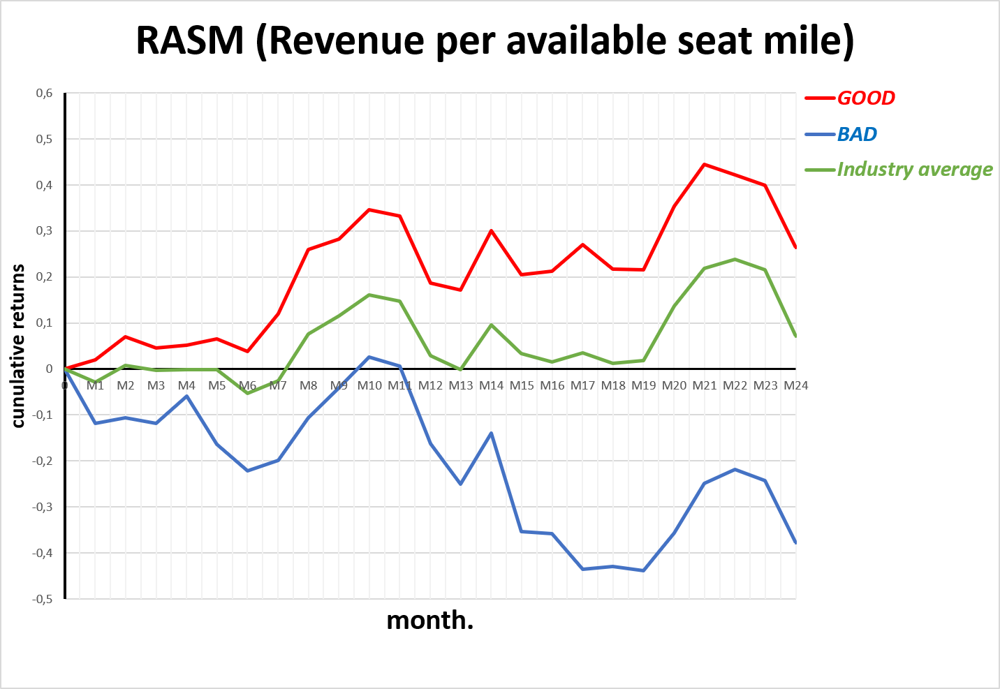 RASM (Revenue per available seat mile)
0,6
0,5
0,4
0,3
0,2
0,1
0
-0,1
-0,2
-0,3
-0,4
-0,5
cunulative returns
0 M1 M2 M3 M4 M5 M6 M7 M8 M9 M10 M11 M12 M13 M14 M15 M16 M17 M18 M19 M20 M21 M22 M23 M24
month.
GOOD
BAD
Industry average